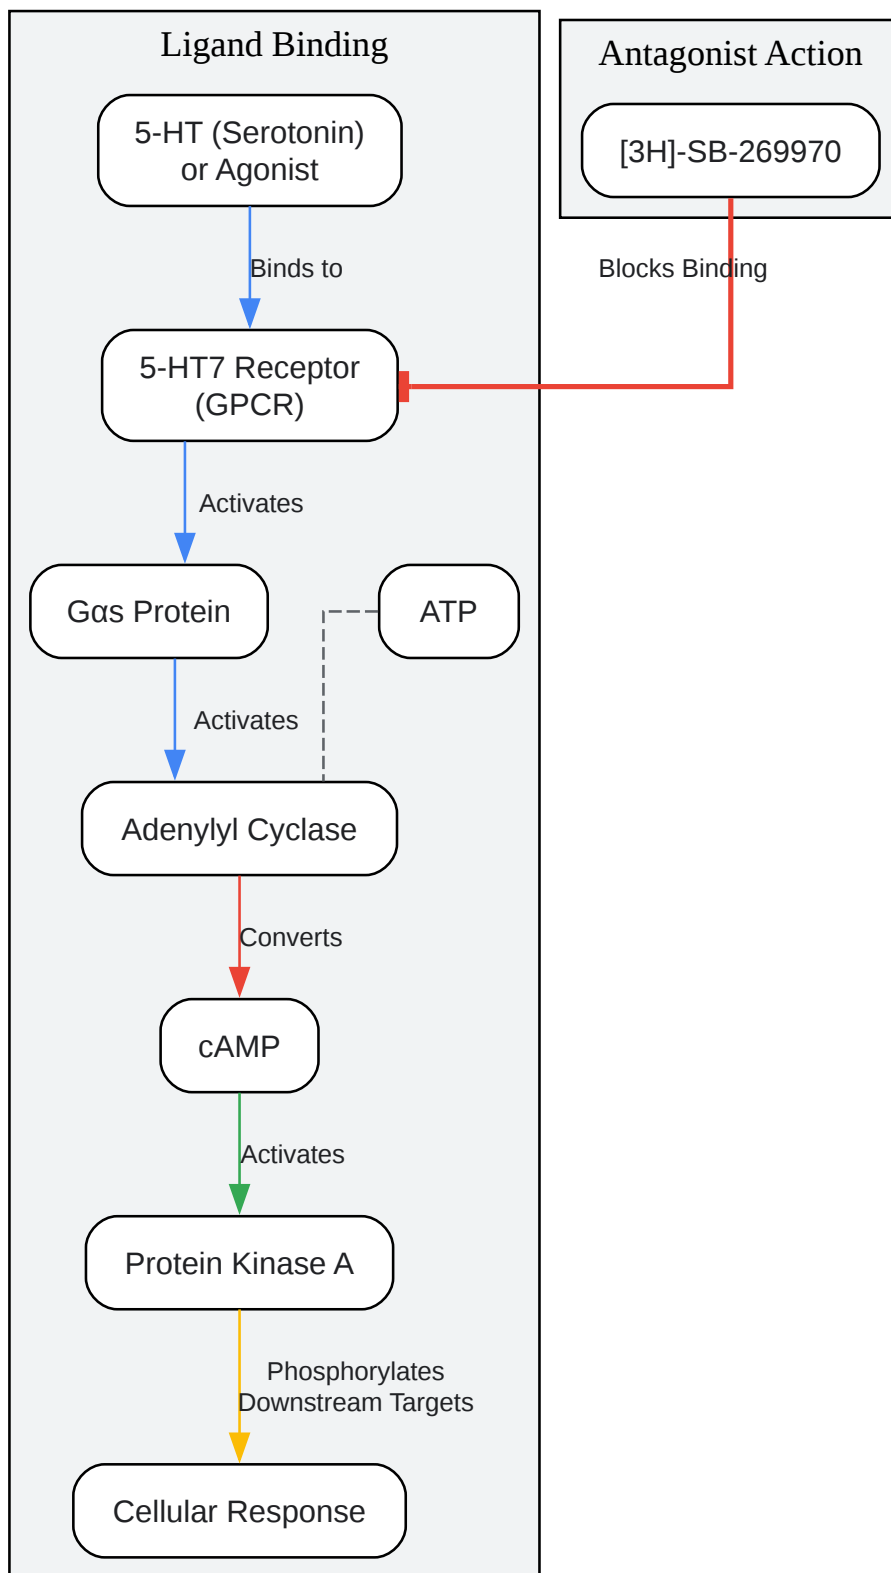 Ligand Binding
5-HT (Serotonin)
or Agonist
Binds to
5-HT7 Receptor
(GPCR)
Activates
Gαs Protein
ATP
Activates
Adenylyl Cyclase
Converts
cAMP
Activates
Protein Kinase A
Phosphorylates
Downstream Targets
Cellular Response
Antagonist Action
[3H]-SB-269970
Blocks Binding